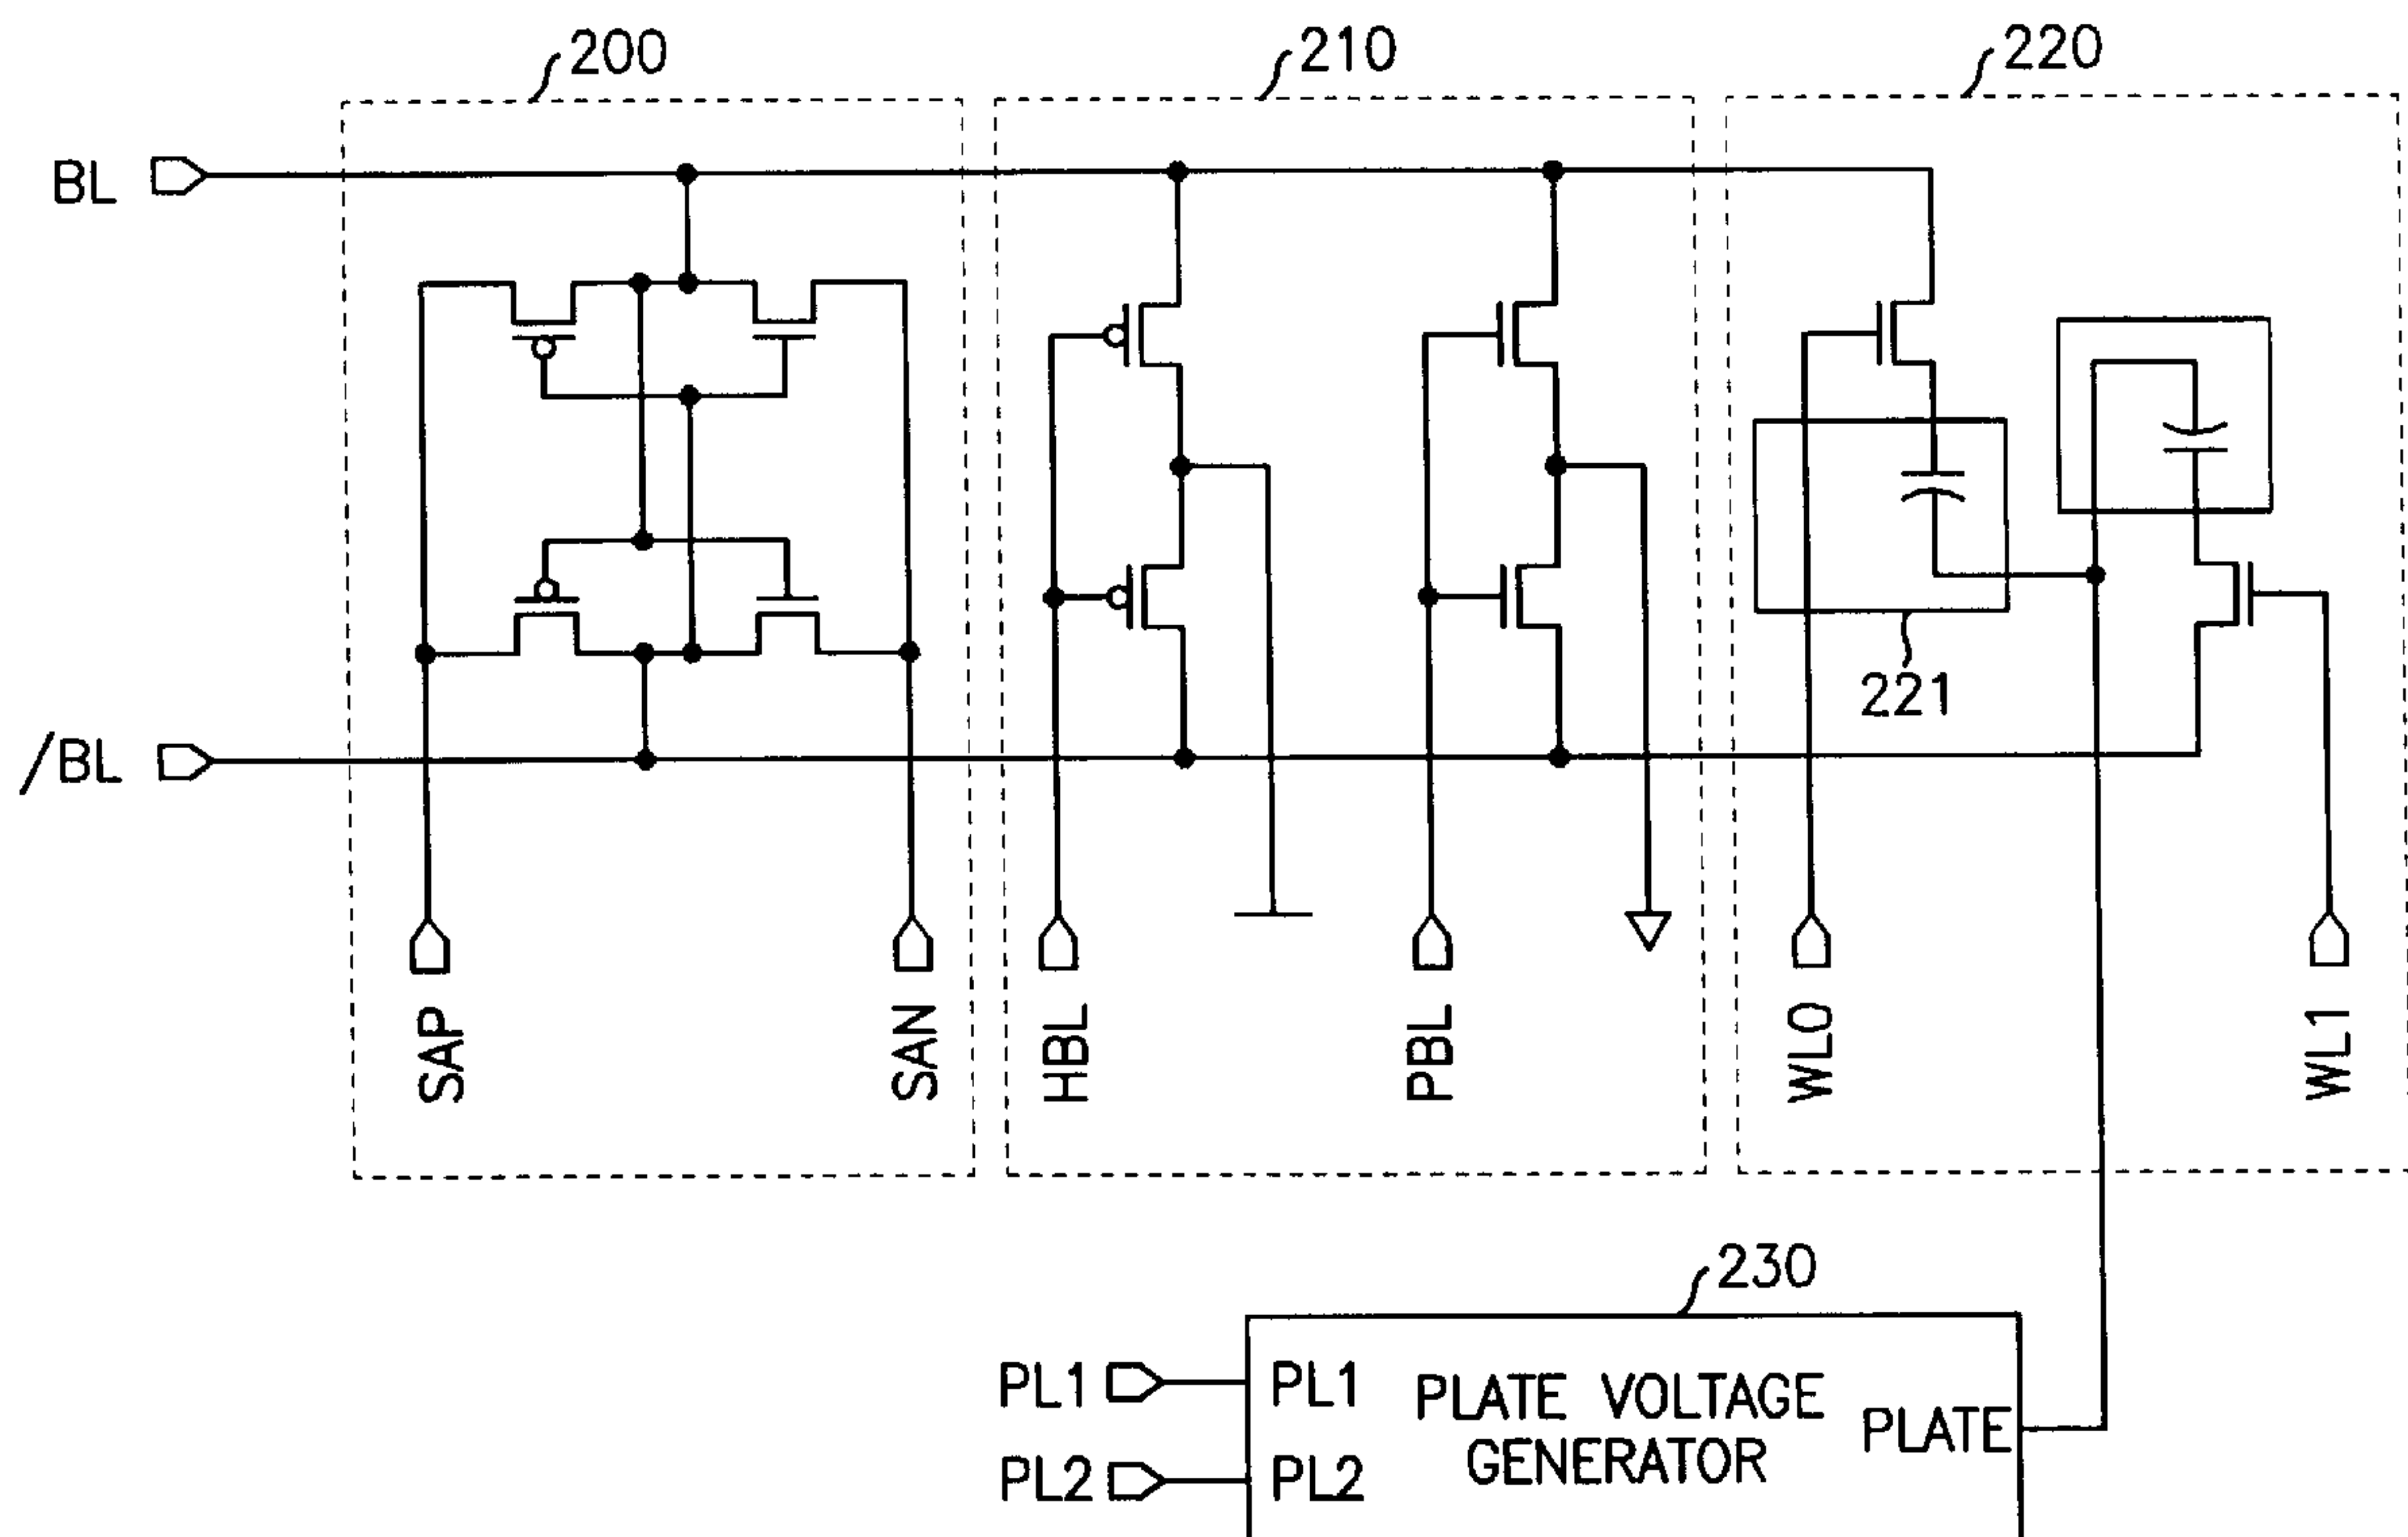 200
210
220
BL
221
/BL
SAP
SAN
HBL
PBL
WL0
WL1
230
PL1
PL1
PLATE VOLTAGE
GENERATOR
PLATE
PL2
PL2